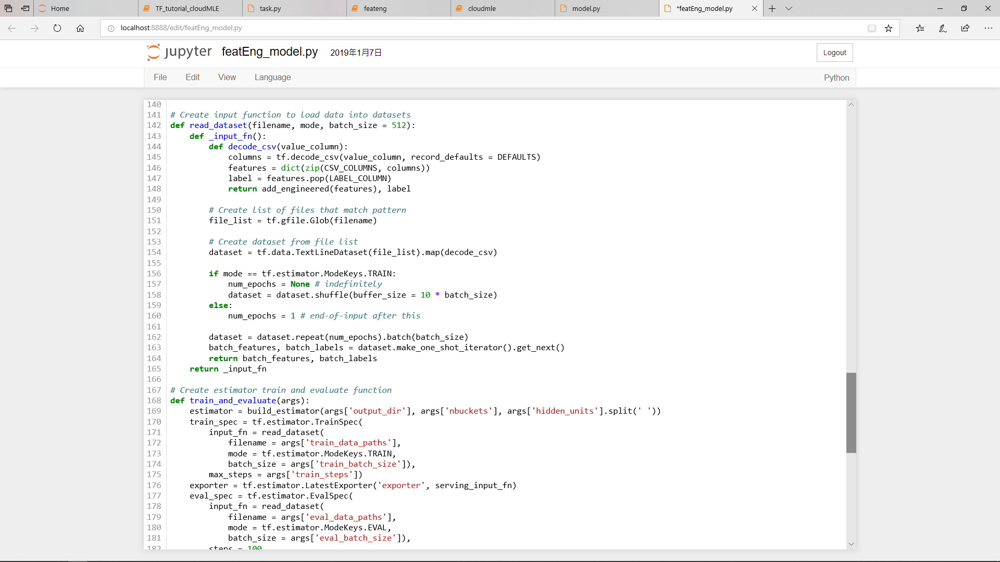 Home
TF_tutorial_cloudMLE
task.py
feateng
cloudmle
model.py
*featEng_model.py
localhost:8888/edit/featEng_model.py
jupyter featEng_model.py 2019年1月7日
Logout
File Edit View Language
Python
140
141 # Create input function to load data into datasets
142 def read_dataset(filename, mode, batch_size = 512):
143     def _input_fn():
144         def decode_csv(value_column):
145             columns = tf.decode_csv(value_column, record_defaults = DEFAULTS)
146             features = dict(zip(CSV_COLUMNS, columns))
147             label = features.pop(LABEL_COLUMN)
148             return add_engineered(features), label
149
150         # Create list of files that match pattern
151         file_list = tf.gfile.Glob(filename)
152
153         # Create dataset from file list
154         dataset = tf.data.TextLineDataset(file_list).map(decode_csv)
155
156         if mode == tf.estimator.ModeKeys.TRAIN:
157             num_epochs = None # indefinitely
158             dataset = dataset.shuffle(buffer_size = 10 * batch_size)
159         else:
160             num_epochs = 1 # end-of-input after this
161
162         dataset = dataset.repeat(num_epochs).batch(batch_size)
163         batch_features, batch_labels = dataset.make_one_shot_iterator().get_next()
164         return batch_features, batch_labels
165     return _input_fn
166
167 # Create estimator train and evaluate function
168 def train_and_evaluate(args):
169     estimator = build_estimator(args['output_dir'], args['nbuckets'], args['hidden_units'].split(' '))
170     train_spec = tf.estimator.TrainSpec(
171         input_fn = read_dataset(
172             filename = args['train_data_paths'],
173             mode = tf.estimator.ModeKeys.TRAIN,
174             batch_size = args['train_batch_size']),
175         max_steps = args['train_steps'])
176     exporter = tf.estimator.LatestExporter('exporter', serving_input_fn)
177     eval_spec = tf.estimator.EvalSpec(
178         input_fn = read_dataset(
179             filename = args['eval_data_paths'],
180             mode = tf.estimator.ModeKeys.EVAL,
181             batch_size = args['eval_batch_size']),
182         steps = 100